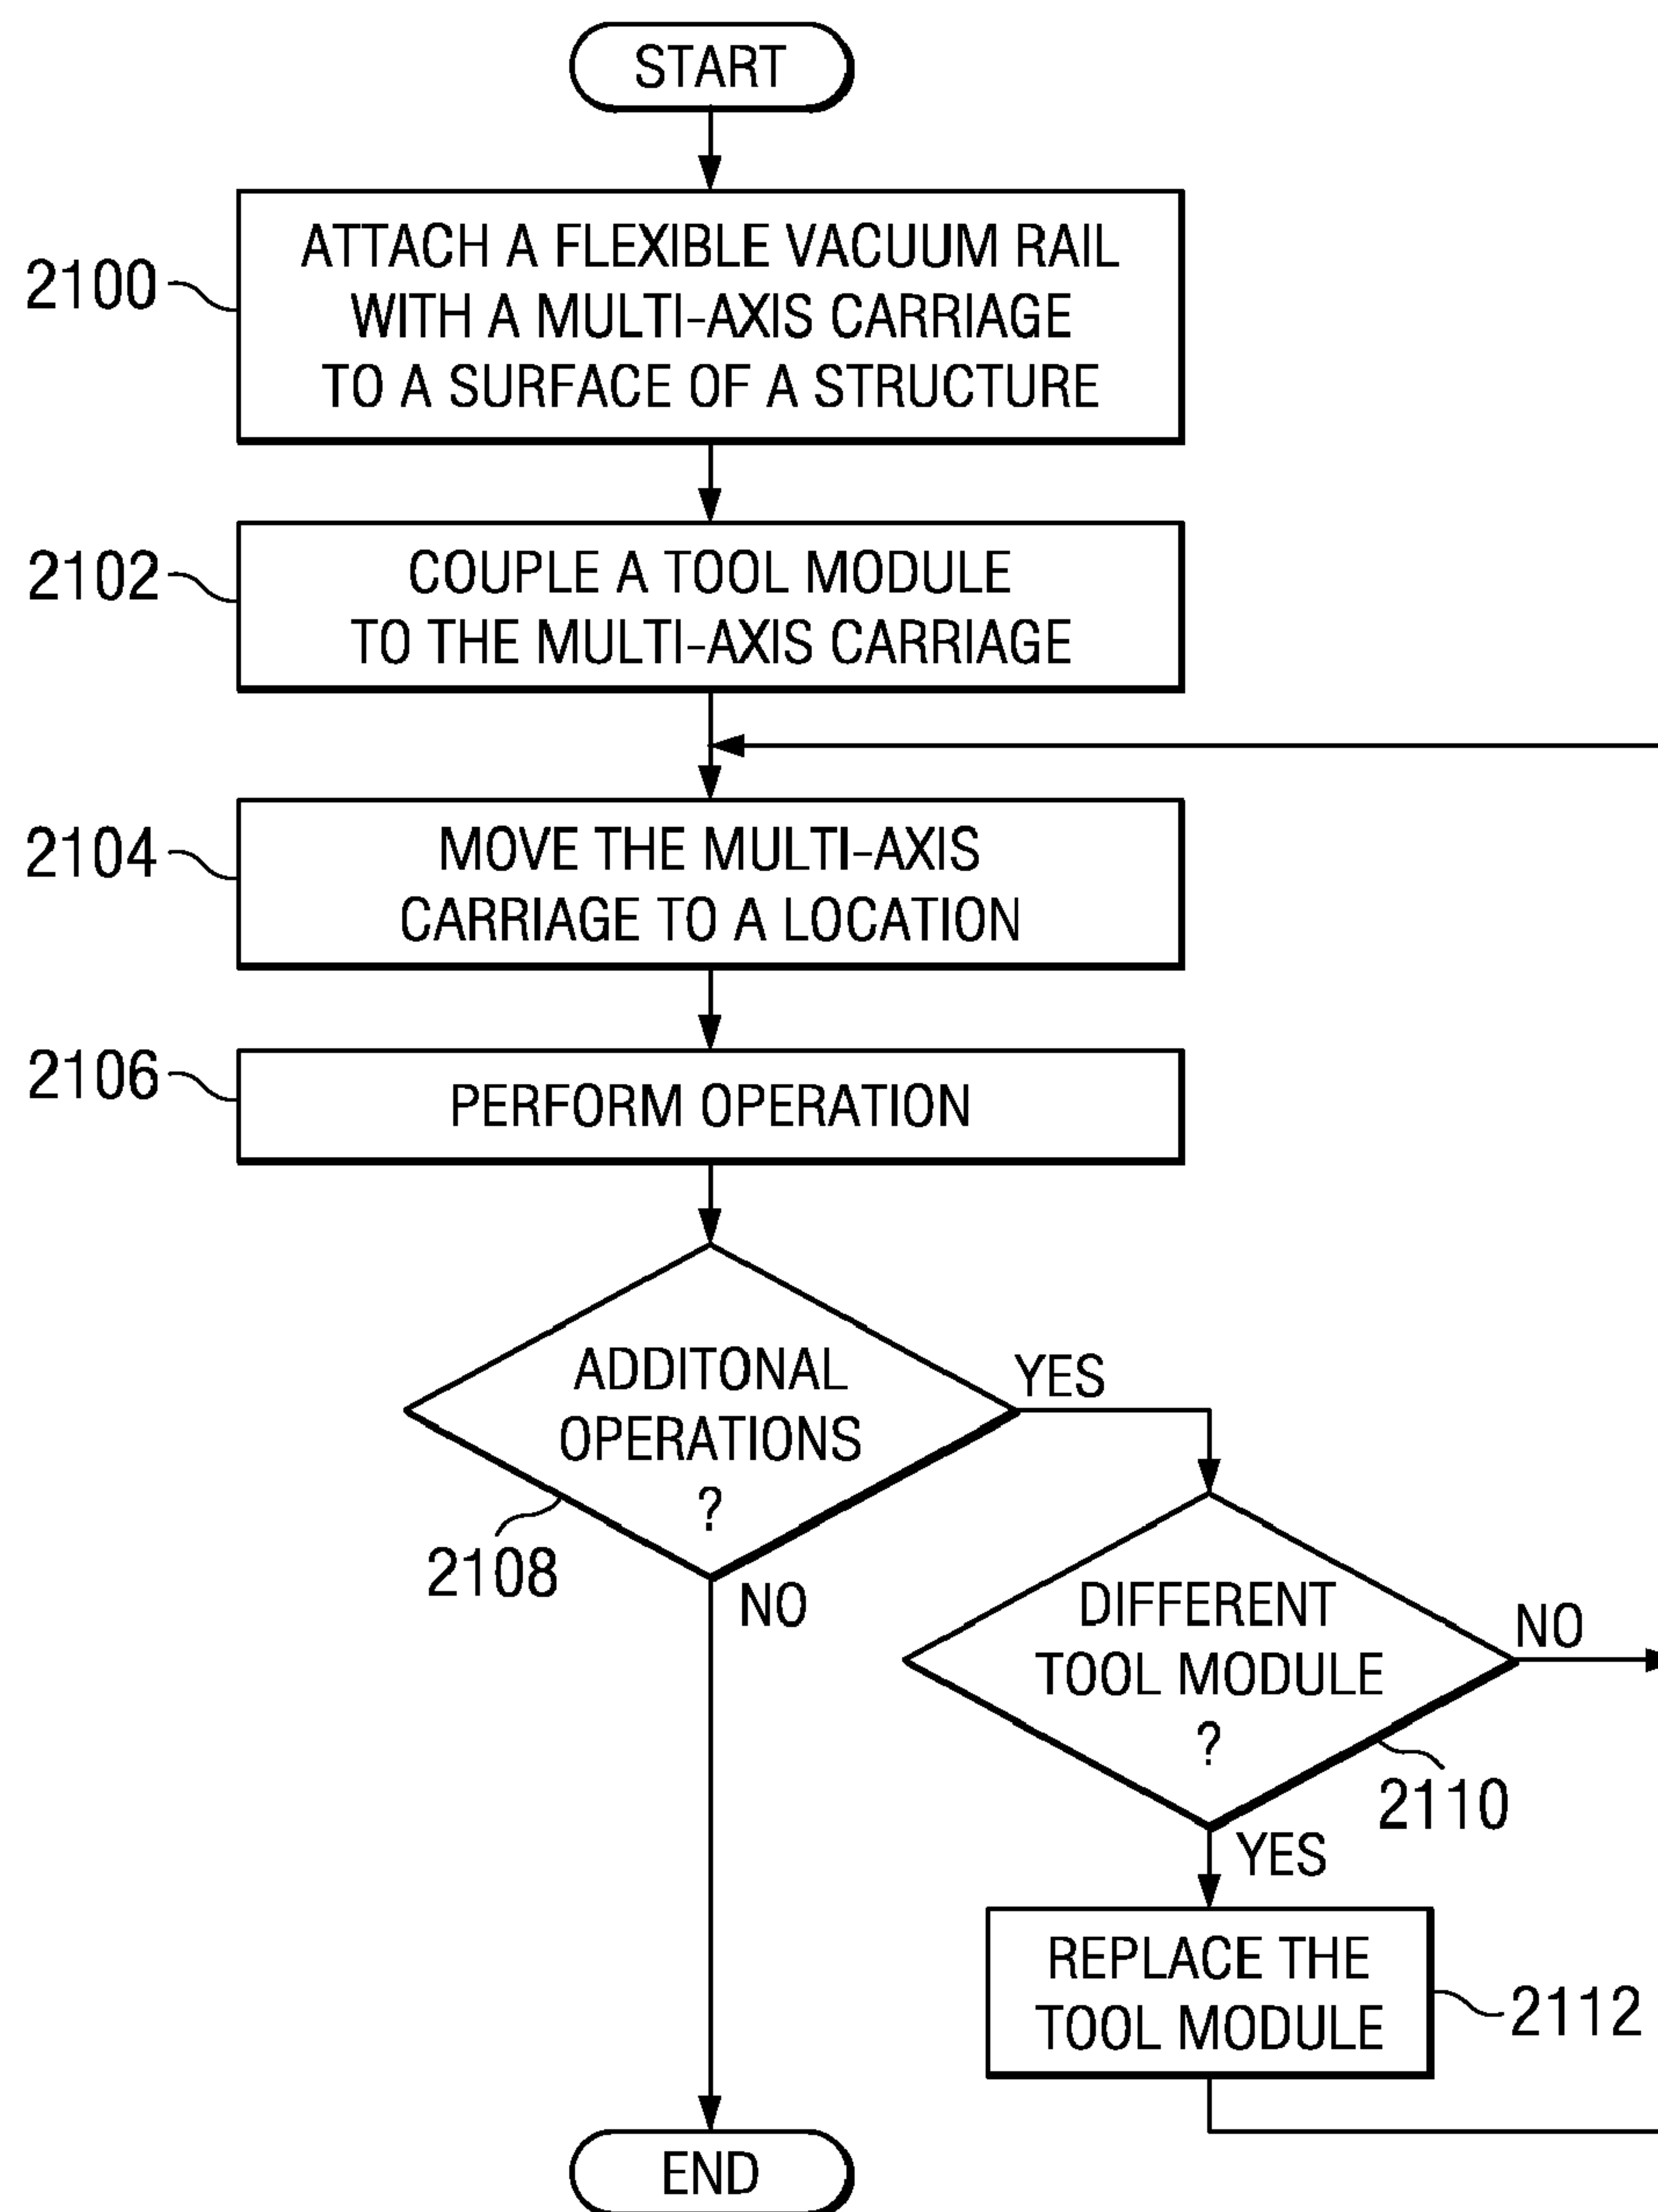 START
2100
ATTACH A FLEXIBLE VACUUM RAIL
WITH A MULTI-AXIS CARRIAGE
TO A SURFACE OF A STRUCTURE
2102
COUPLE A TOOL MODULE
TO THE MULTI-AXIS CARRIAGE
2104
MOVE THE MULTI-AXIS
CARRIAGE TO A LOCATION
2106
PERFORM OPERATION
ADDITONAL
OPERATIONS
?
YES
2108
NO
DIFFERENT
TOOL MODULE
?
NO
2110
YES
REPLACE THE
TOOL MODULE
2112
END